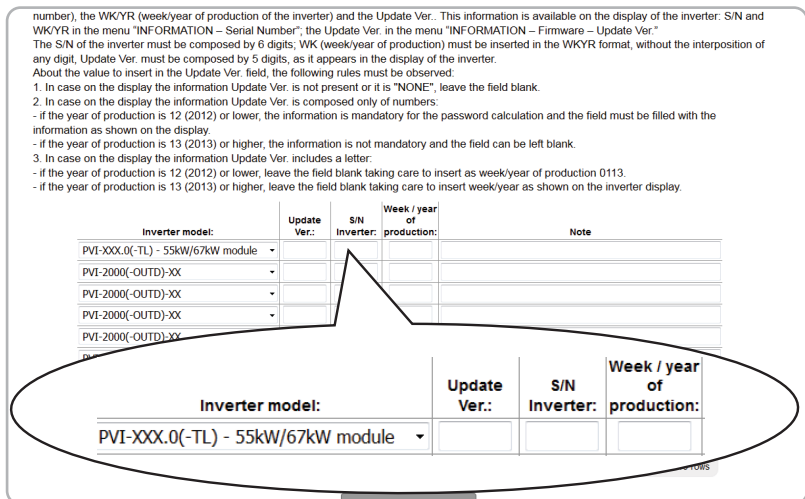 number), the WK/YR (week/year of production of the inverter) and the Update Ver.. This information is available on the display of the inverter: S/N and
WK/YR in the menu "INFORMATION – Serial Number"; the Update Ver. in the menu "INFORMATION – Firmware – Update Ver."
The S/N of the inverter must be composed by 6 digits; WK (week/year of production) must be inserted in the WKYR format, without the interposition of
any digit, Update Ver. must be composed by 5 digits, as it appears in the display of the inverter.
About the value to insert in the Update Ver. field, the following rules must be observed:
1. In case on the display the information Update Ver. is not present or it is "NONE", leave the field blank.
2. In case on the display the information Update Ver. is composed only of numbers:
- if the year of production is 12 (2012) or lower, the information is mandatory for the password calculation and the field must be filled with the
information as shown on the display.
- if the year of production is 13 (2013) or higher, the information is not mandatory and the field can be left blank.
3. In case on the display the information Update Ver. includes a letter:
- if the year of production is 12 (2012) or lower, leave the field blank taking care to insert as week/year of production 0113.
- if the year of production is 13 (2013) or higher, leave the field blank taking care to insert week/year as shown on the inverter display.
Inverter model: Update Ver.: S/N Inverter: Week / year of production: Note
PVI-XXX.0(-TL) - 55kW/67kW module
PVI-2000(-OUTD)-XX
PVI-2000(-OUTD)-XX
PVI-2000(-OUTD)-XX
PVI-2000(-OUTD)-XX
Inverter model: Update Ver.: S/N Inverter: Week / year of production:
PVI-XXX.0(-TL) - 55kW/67kW module
rows